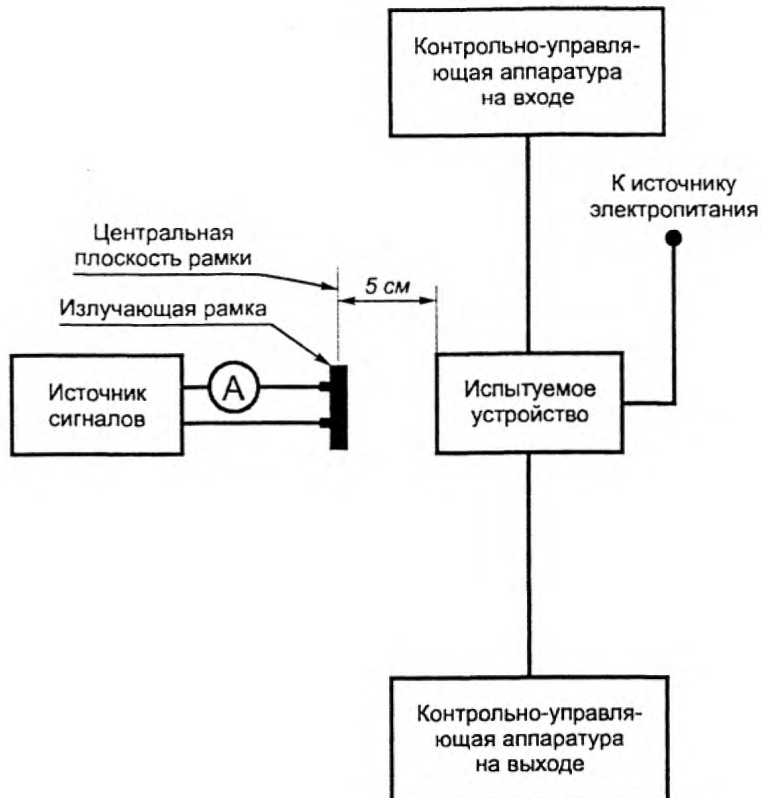 Контрольно-управля-
ющая аппаратура
на входе
К источнику
электропитания
Центральная
плоскость рамки
5 см
Излучающая рамка
Источник
сигналов
А
Испытуемое
устройство
Контрольно-управля-
ющая аппаратура
на выходе